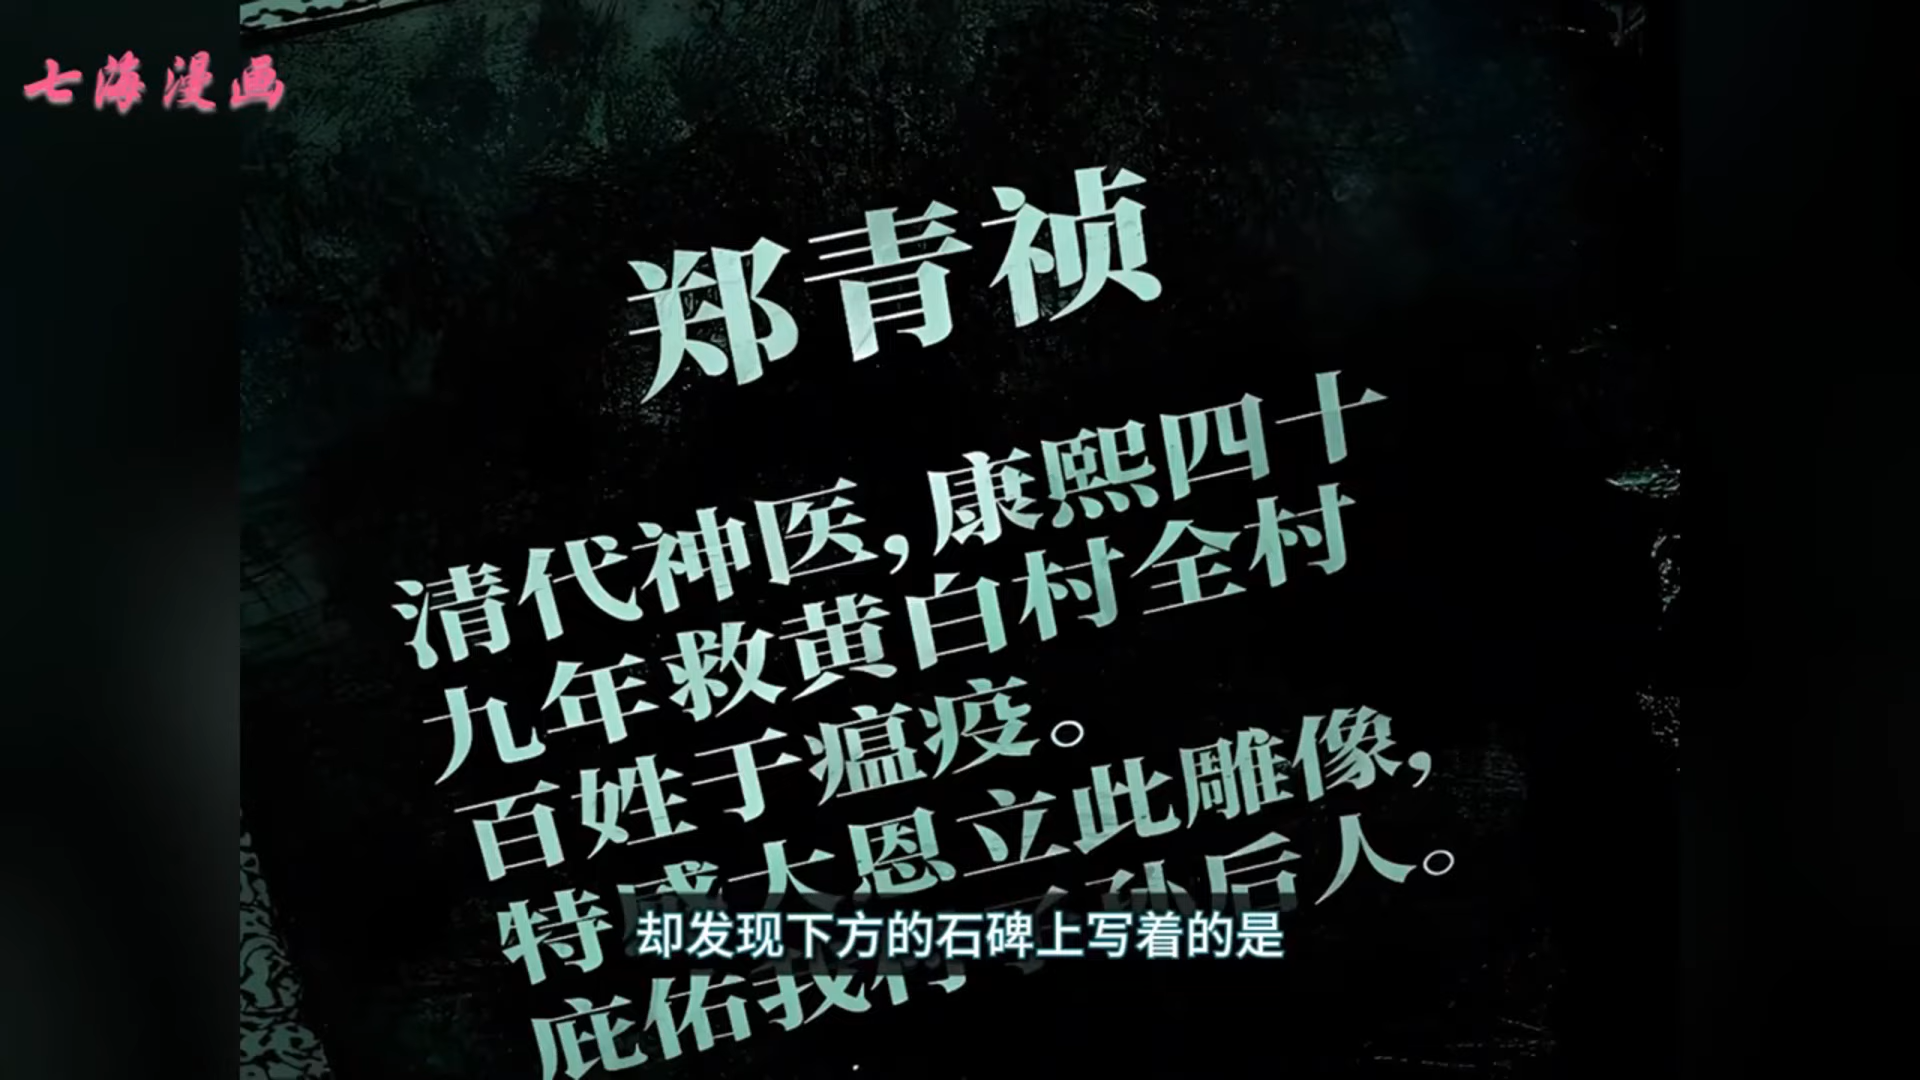 七海漫画
郑青祯
清代神医,康熙四十
九年救黄白村全村
百姓于瘟疫。
特感大恩立此雕像,
庇佑我村子孙后人。
却发现下方的石碑上写着的是